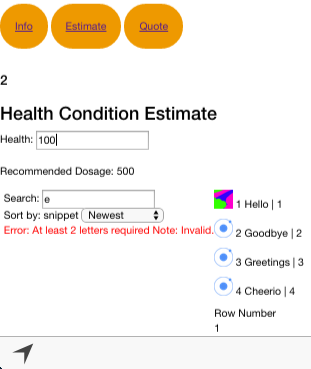 Info Estimate Quote
2
Health Condition Estimate
Health: 100
Recommended Dosage: 500
Search: e
Sort by: snippet Newest
Error: At least 2 letters required Note: Invalid.
1 Hello | 1
2 Goodbye | 2
3 Greetings | 3
4 Cheerio | 4
Row Number
1